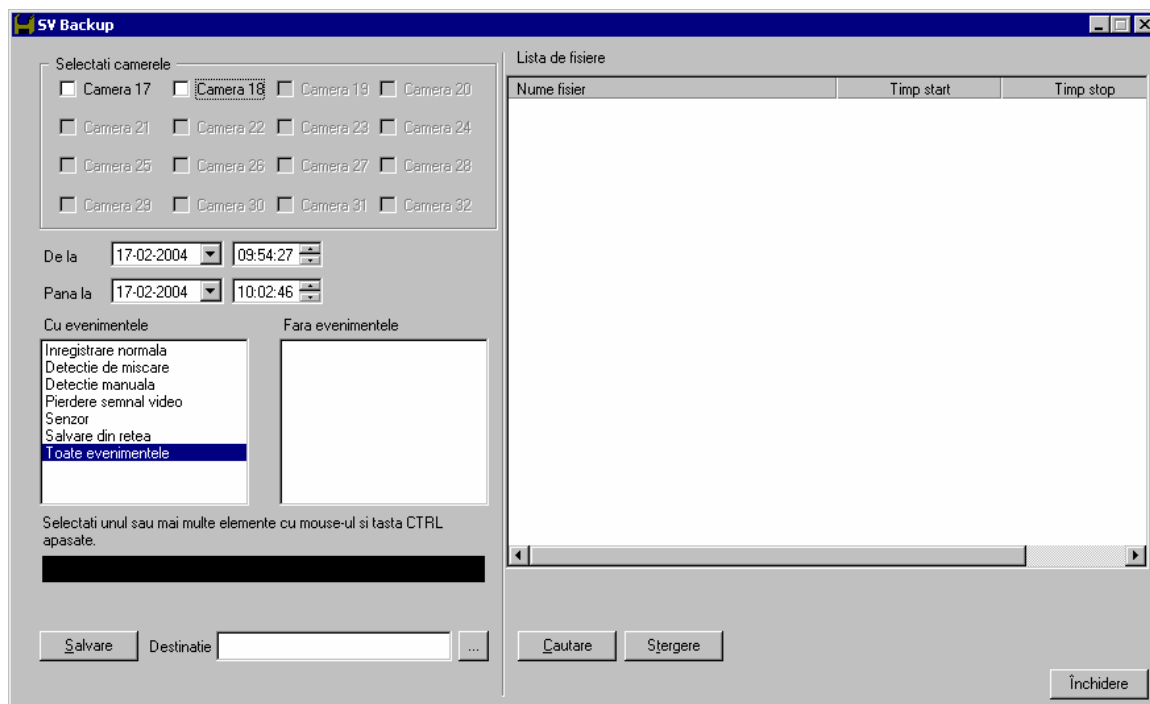 SV Backup
Selectati camerele
Camera 17 Camera 18 Camera 19 Camera 20
Camera 21 Camera 22 Camera 23 Camera 24
Camera 25 Camera 26 Camera 27 Camera 28
Camera 29 Camera 30 Camera 31 Camera 32
De la 17-02-2004 09:54:27
Pana la 17-02-2004 10:02:46
Cu evenimentele Fara evenimentele
Inregistrare normala
Detectie de miscare
Detectie manuala
Pierdere semnal video
Senzor
Salvare din retea
Toate evenimentele
Selectati unul sau mai multe elemente cu mouse-ul si tasta CTRL
apasate.
Salvare Destinatie ...
Lista de fisiere
Nume fisier Timp start Timp stop
Cautare Stergere
Închidere